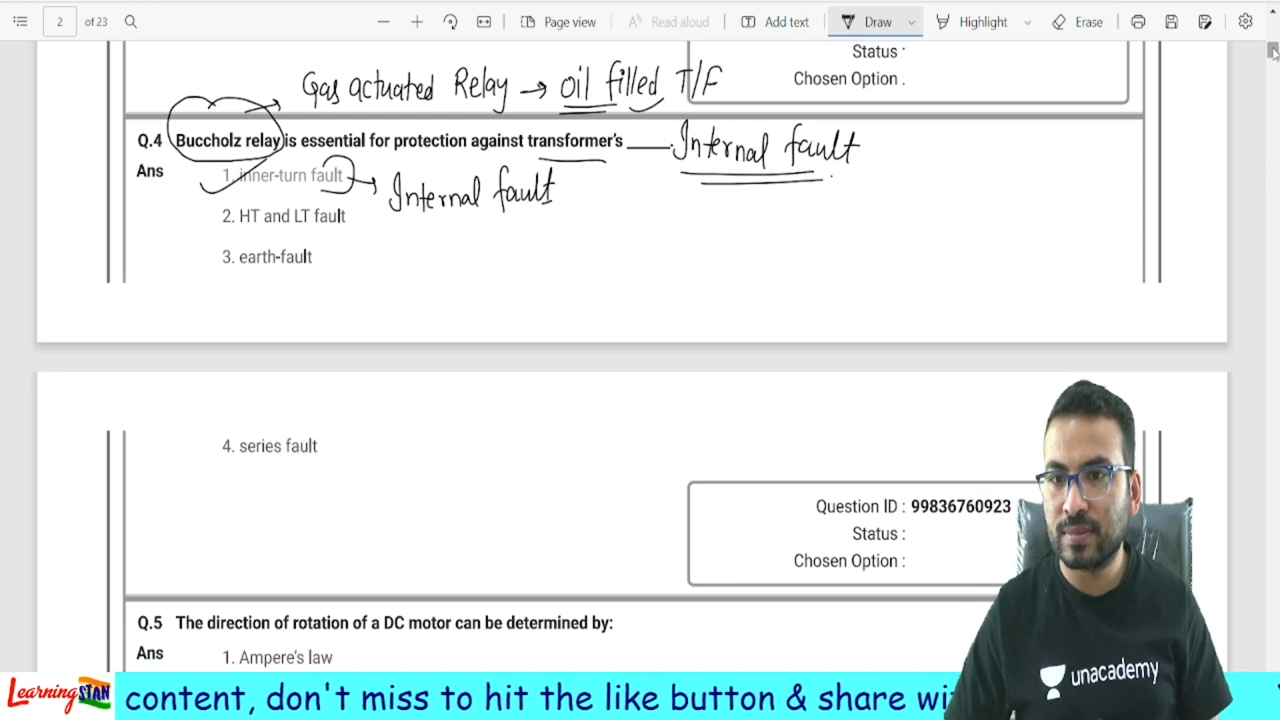 2 of 23 Page view Read aloud Add text Draw Highlight Erase
Status :
Chosen Option :
Gas actuated Relay → oil filled T/F
Q.4 Buccholz relay is essential for protection against transformer's ____. Internal fault
Ans 1. inner-turn fault → Internal fault
2. HT and LT fault
3. earth-fault
4. series fault
Question ID : 99836760923
Status :
Chosen Option :
Q.5 The direction of rotation of a DC motor can be determined by:
Ans 1. Ampere's law
unacademy
Learning STAN content, don't miss to hit the like button & share wi